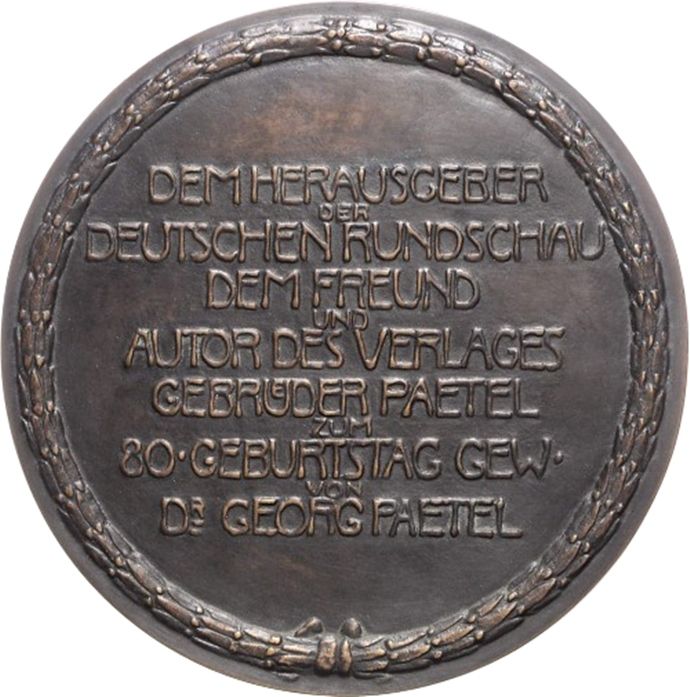 DEM HERAUSGEBER
DER
DEUTSCHEN RUNDSCHAU
DEM FREUND
UND
AUTOR DES VERLAGES
GEBRÜDER PAETEL
ZUM
80·GEBURTSTAG GEW·
VON
DR GEORG PAETEL